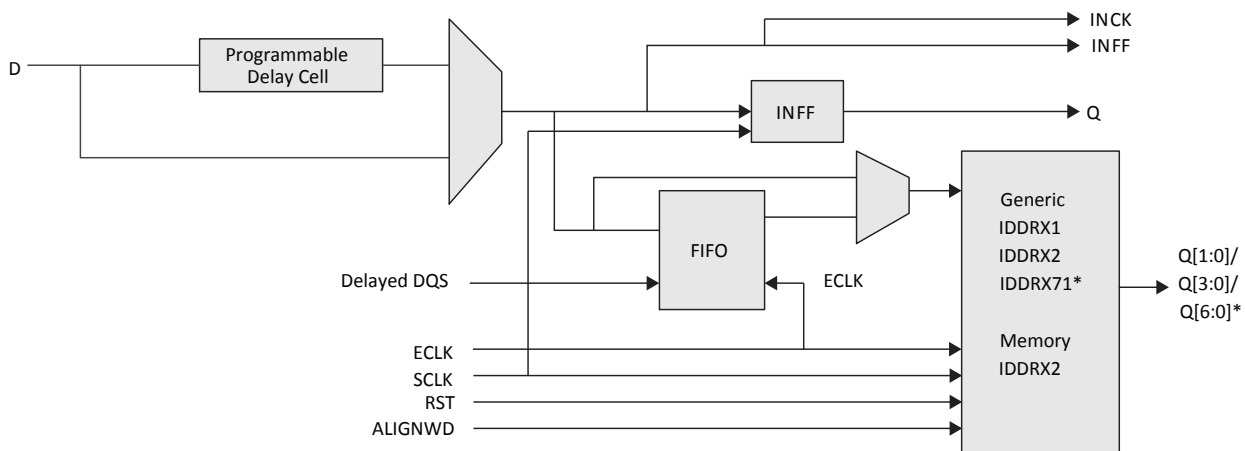 INCK
INFF
D
Programmable
Delay Cell
INFF
Q
FIFO
Delayed DQS
ECLK
Generic
IDDRX1
IDDRX2
IDDRX71*
Memory
IDDRX2
Q[1:0]/
Q[3:0]/
Q[6:0]*
ECLK
SCLK
RST
ALIGNWD